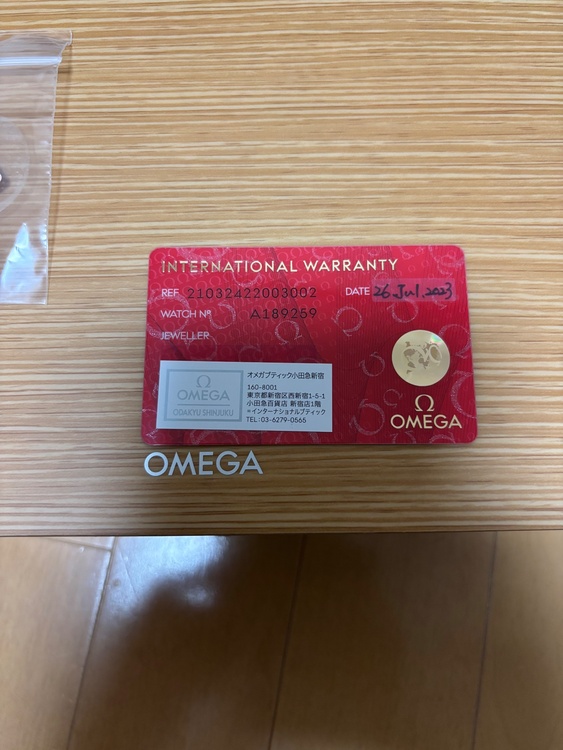 INTERNATIONAL WARRANTY
REF 21032422003002 DATE 26.Jul.2023
WATCH Nº A189259
JEWELLER
Ω
OMEGA
ODAKYU SHINJUKU
オメガブティック小田急新宿
160-8001
東京都新宿区西新宿1-5-1
小田急百貨店 新宿店1階
=インターナショナルブティック
TEL:03-6279-0565
Ω
OMEGA
OMEGA